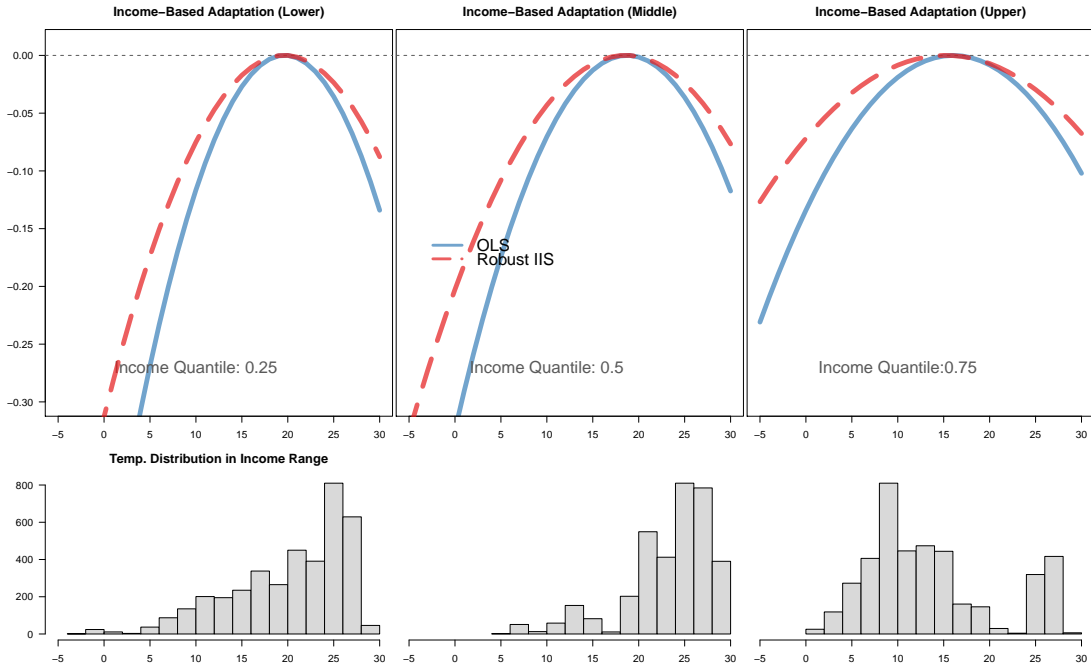 Income−Based Adaptation (Lower)
Income−Based Adaptation (Middle)
Income−Based Adaptation (Upper)
0.00
−0.05
−0.10
−0.15
−0.20
−0.25
−0.30
OLS
Robust IIS
Income Quantile: 0.25
Income Quantile: 0.5
Income Quantile:0.75
−5 0 5 10 15 20 25 30
−5 0 5 10 15 20 25 30
−5 0 5 10 15 20 25 30
Temp. Distribution in Income Range
800
600
400
200
0
−5 0 5 10 15 20 25 30
−5 0 5 10 15 20 25 30
−5 0 5 10 15 20 25 30